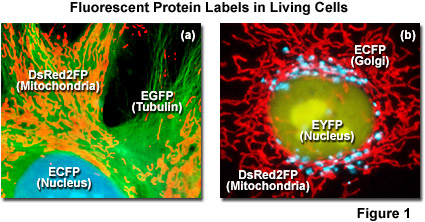 Fluorescent Protein Labels in Living Cells
(a)
DsRed2FP
(Mitochondria)
EGFP
(Tubulin)
ECFP
(Nucleus)
(b)
ECFP
(Golgi)
EYFP
(Nucleus)
DsRed2FP
(Mitochondria)
Figure 1